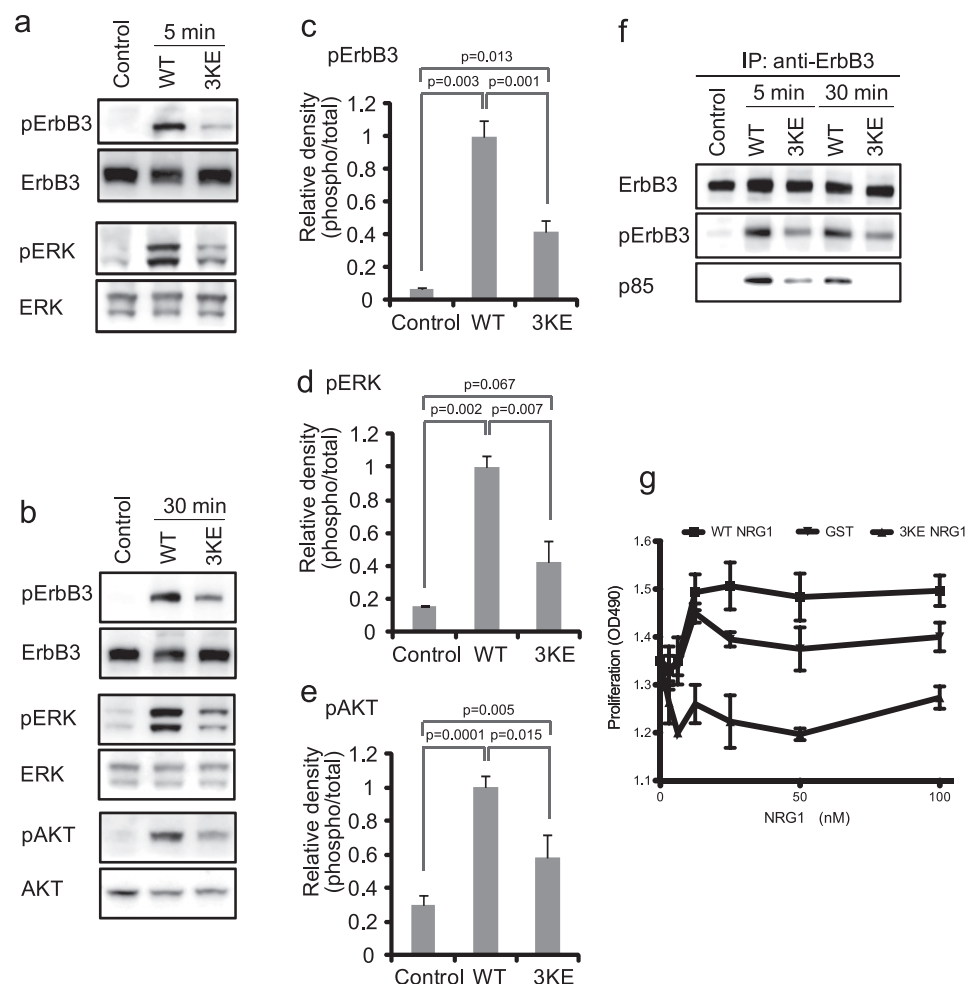 a
Control
5 min
WT
3KE
pErbB3
ErbB3
pERK
ERK
b
Control
30 min
WT
3KE
pErbB3
ErbB3
pERK
ERK
pAKT
AKT
c
pErbB3
p=0.013
p=0.003
p=0.001
Relative density
(phospho/total)
1.2
1
0.8
0.6
0.4
0.2
0
Control
WT
3KE
d
pERK
p=0.067
p=0.002
p=0.007
Relative density
(phospho/total)
1.2
1
0.8
0.6
0.4
0.2
0
Control
WT
3KE
e
pAKT
p=0.005
p=0.0001
p=0.015
Relative density
(phospho/total)
1.2
1
0.8
0.6
0.4
0.2
0
Control
WT
3KE
f
IP: anti-ErbB3
Control
5 min
30 min
WT
3KE
WT
3KE
ErbB3
pErbB3
p85
g
WT NRG1
GST
3KE NRG1
Proliferation (OD490)
1.6
1.5
1.4
1.3
1.2
1.1
0
50
100
NRG1 (nM)